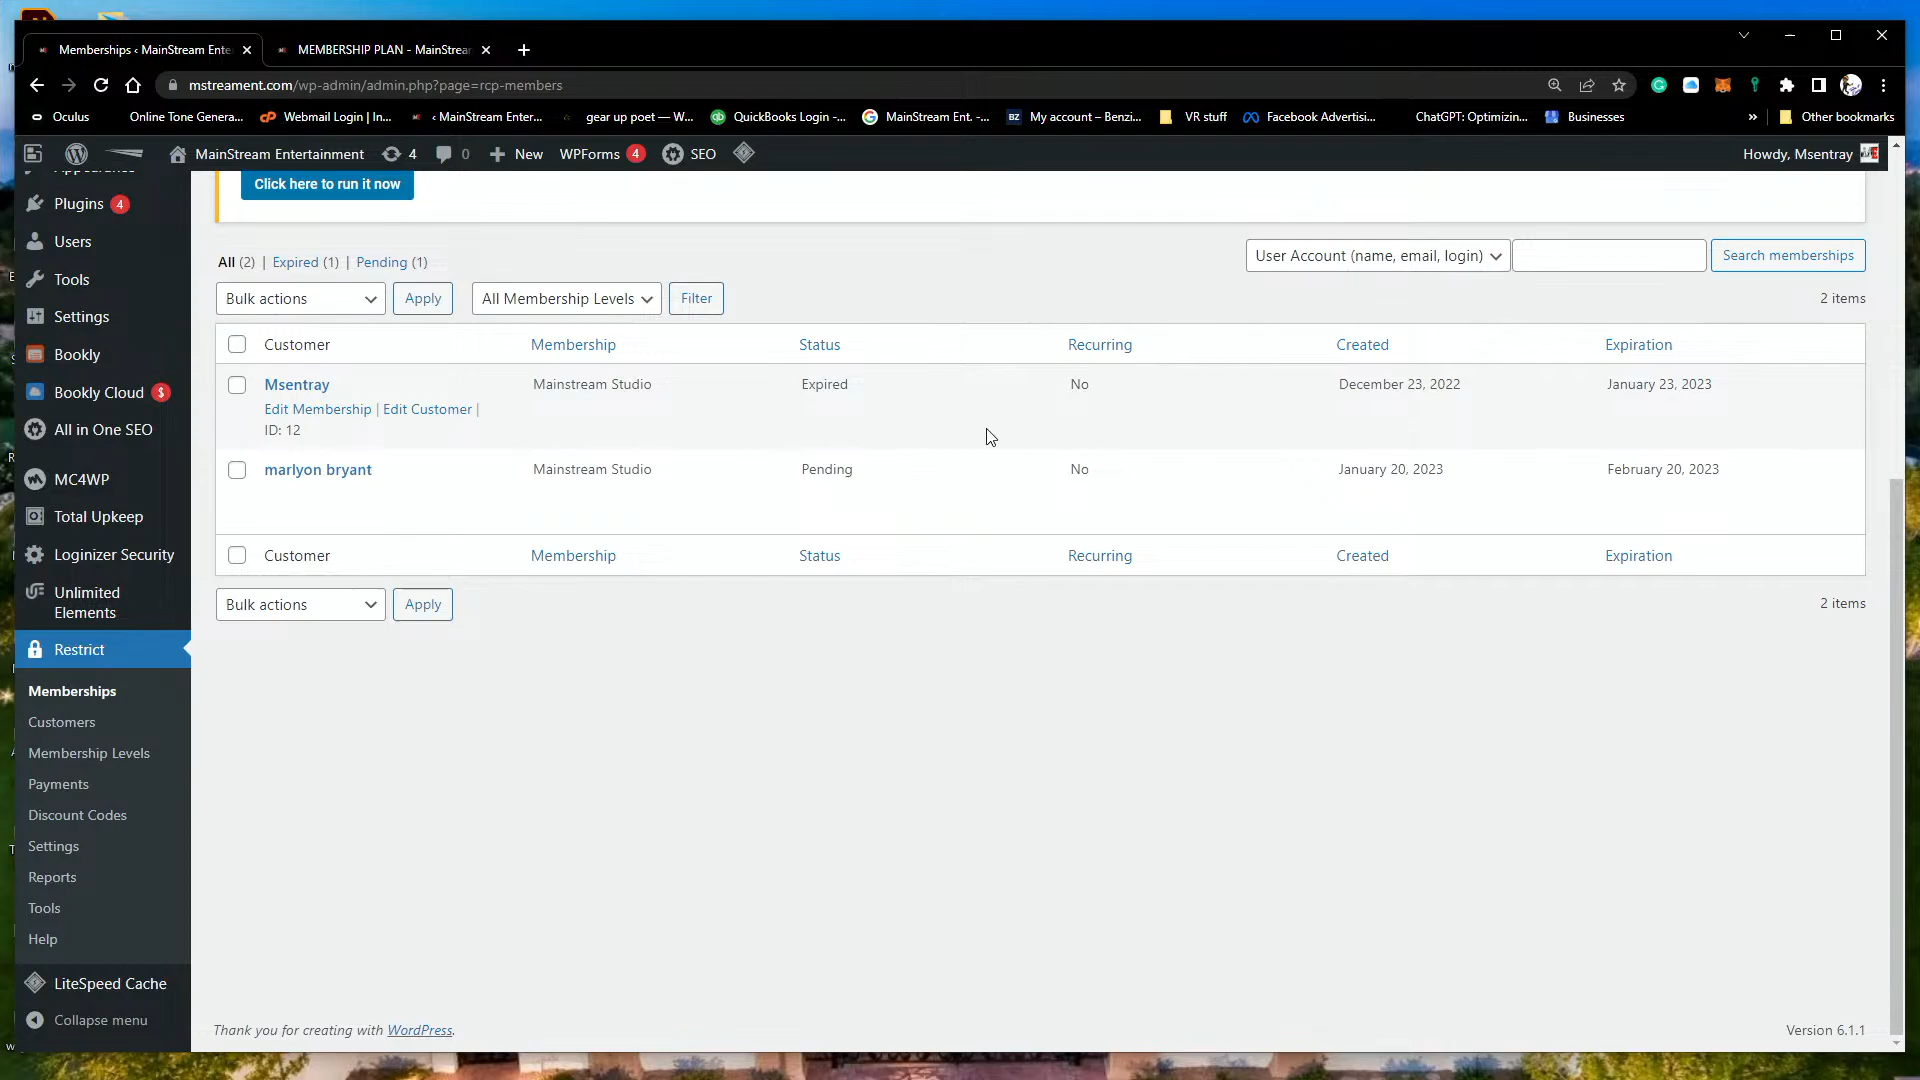 Memberships ‹ MainStream Ente
MEMBERSHIP PLAN - MainStrear
mstreament.com/wp-admin/admin.php?page=rcp-members
Oculus
Online Tone Genera...
Webmail Login | In...
‹ MainStream Enter...
gear up poet — W...
QuickBooks Login -...
MainStream Ent. -...
BZ My account – Benzi...
VR stuff
Facebook Advertisi...
ChatGPT: Optimizin...
Businesses
»
Other bookmarks
MainStream Entertainment
4
0
New
WPForms 4
SEO
Howdy, Msentray
Plugins 4
Users
Tools
Settings
Bookly
Bookly Cloud $
All in One SEO
MC4WP
Total Upkeep
Loginizer Security
Unlimited
Elements
Restrict
Memberships
Customers
Membership Levels
Payments
Discount Codes
Settings
Reports
Tools
Help
LiteSpeed Cache
Collapse menu
Click here to run it now
All (2) | Expired (1) | Pending (1)
User Account (name, email, login)
Search memberships
Bulk actions Apply All Membership Levels Filter
2 items
Customer Membership Status Recurring Created Expiration
Msentray Mainstream Studio Expired No December 23, 2022 January 23, 2023
Edit Membership | Edit Customer |
ID: 12
marlyon bryant Mainstream Studio Pending No January 20, 2023 February 20, 2023
Customer Membership Status Recurring Created Expiration
Bulk actions Apply
2 items
Thank you for creating with WordPress.
Version 6.1.1